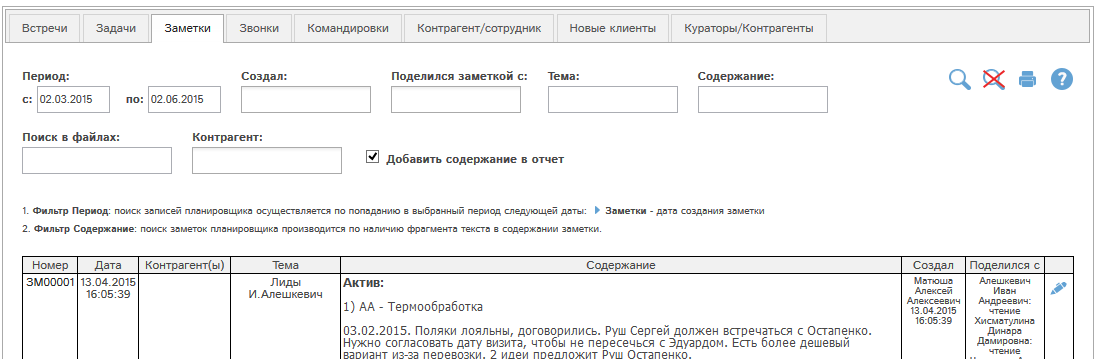 Встречи Задачи Заметки Звонки Командировки Контрагент/сотрудник Новые клиенты Кураторы/Контрагенты
Период: Создал: Поделился заметкой с: Тема: Содержание:
с: 02.03.2015 по: 02.06.2015
Поиск в файлах: Контрагент:
Добавить содержание в отчет
1. Фильтр Период: поиск записей планировщика осуществляется по попаданию в выбранный период следующей даты: Заметки - дата создания заметки
2. Фильтр Содержание: поиск заметок планировщика производится по наличию фрагмента текста в содержании заметки.
Номер Дата Контрагент(ы) Тема Содержание Создал Поделился с
ЗМ00001
13.04.2015
16:05:39
Лиды
И.Алешкевич
Актив:
1) АА - Термообработка
03.02.2015. Поляки лояльны, договорились. Руш Сергей должен встречаться с Остапенко.
Нужно согласовать дату визита, чтобы не пересечься с Эдуардом. Есть более дешевый
вариант из-за перевозки. 2 идеи предложит Руш Остапенко.
Матюша
Алексей
Алексеевич
13.04.2015
16:05:39
Алешкевич
Иван
Андреевич:
чтение
Хисматулина
Динара
Дамировна:
чтение